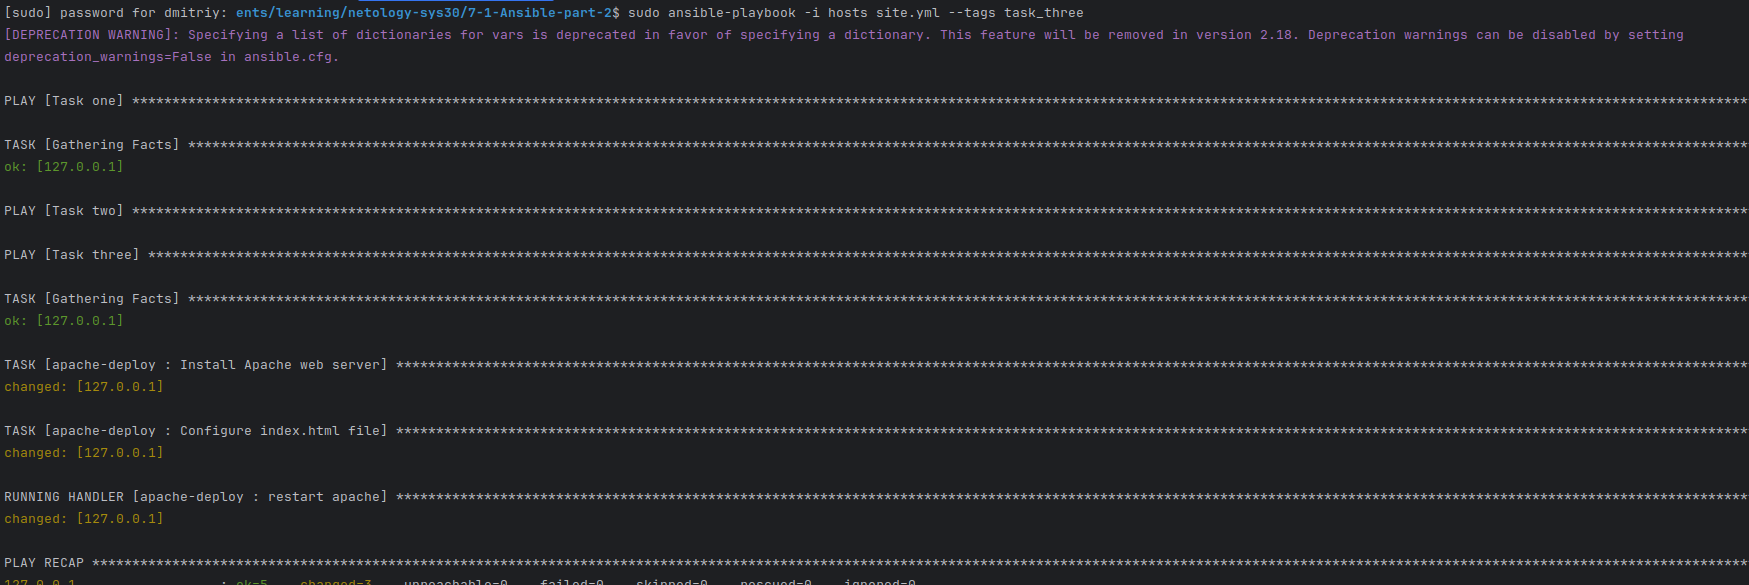 [sudo] password for dmitriy: ents/learning/netology-sys30/7-1-Ansible-part-2$ sudo ansible-playbook -i hosts site.yml --tags task_three
[DEPRECATION WARNING]: Specifying a list of dictionaries for vars is deprecated in favor of specifying a dictionary. This feature will be removed in version 2.18. Deprecation warnings can be disabled by setting
deprecation_warnings=False in ansible.cfg.
PLAY [Task one] **********************************************************************************************************************************************************************************************************
TASK [Gathering Facts] ***************************************************************************************************************************************************************************************************
ok: [127.0.0.1]
PLAY [Task two] **********************************************************************************************************************************************************************************************************
PLAY [Task three] ********************************************************************************************************************************************************************************************************
TASK [Gathering Facts] ***************************************************************************************************************************************************************************************************
ok: [127.0.0.1]
TASK [apache-deploy : Install Apache web server] *************************************************************************************************************************************************************************
changed: [127.0.0.1]
TASK [apache-deploy : Configure index.html file] *************************************************************************************************************************************************************************
changed: [127.0.0.1]
RUNNING HANDLER [apache-deploy : restart apache] *************************************************************************************************************************************************************************
changed: [127.0.0.1]
PLAY RECAP ***************************************************************************************************************************************************************************************************************
127.0.0.1 : ok=5 changed=3 unreachable=0 failed=0 skipped=0 rescued=0 ignored=0